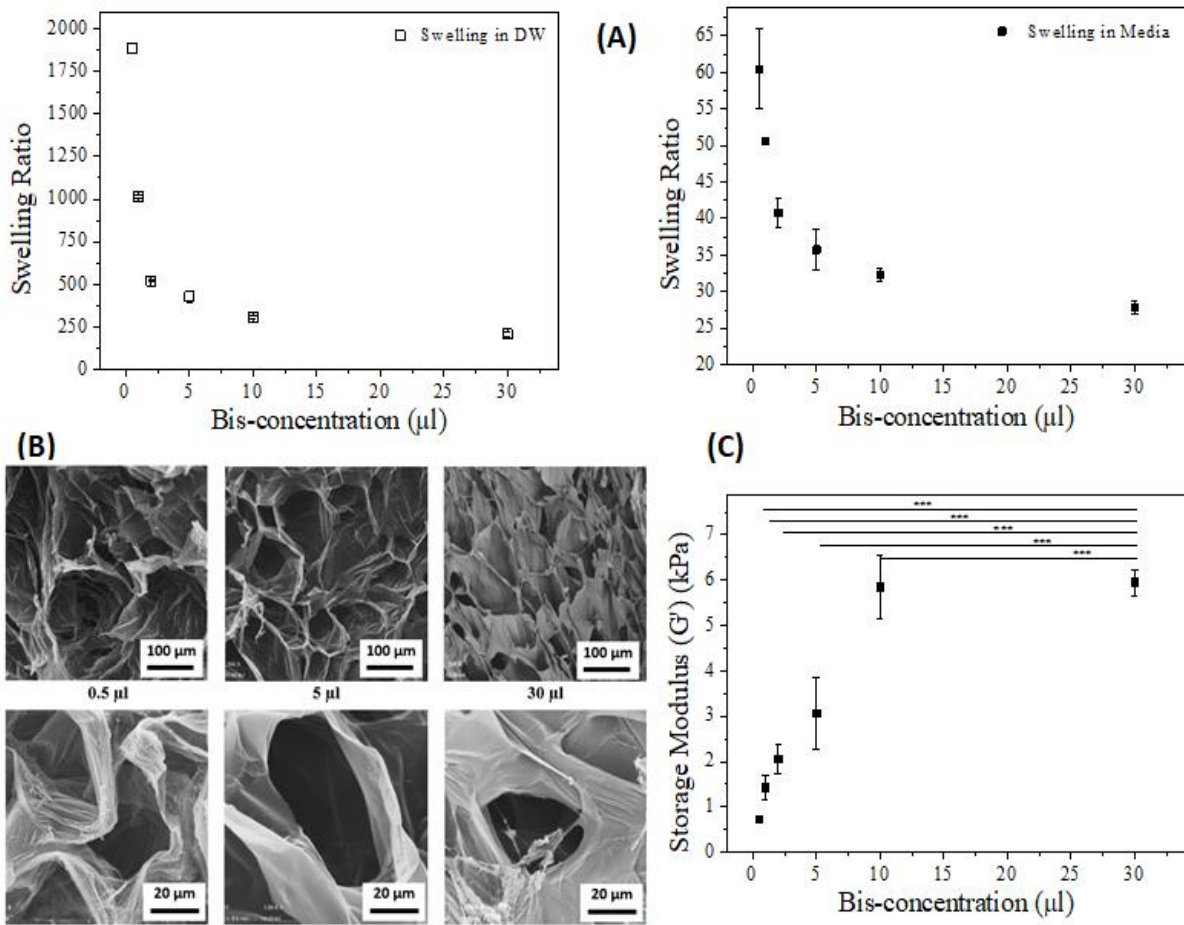 2000
1750
1500
1250
1000
750
500
250
0
Swelling Ratio
Swelling in DW
0 5 10 15 20 25 30
Bis-concentration (µl)
(A)
65
60
55
50
45
40
35
30
25
20
Swelling Ratio
Swelling in Media
0 5 10 15 20 25 30
Bis-concentration (µl)
(B)
100 µm 100 µm 100 µm
0.5 µl 5 µl 30 µl
20 µm 20 µm 20 µm
(C)
7
6
5
4
3
2
1
0
Storage Modulus (G') (kPa)
***
***
***
***
***
0 5 10 15 20 25 30
Bis-concentration (µl)